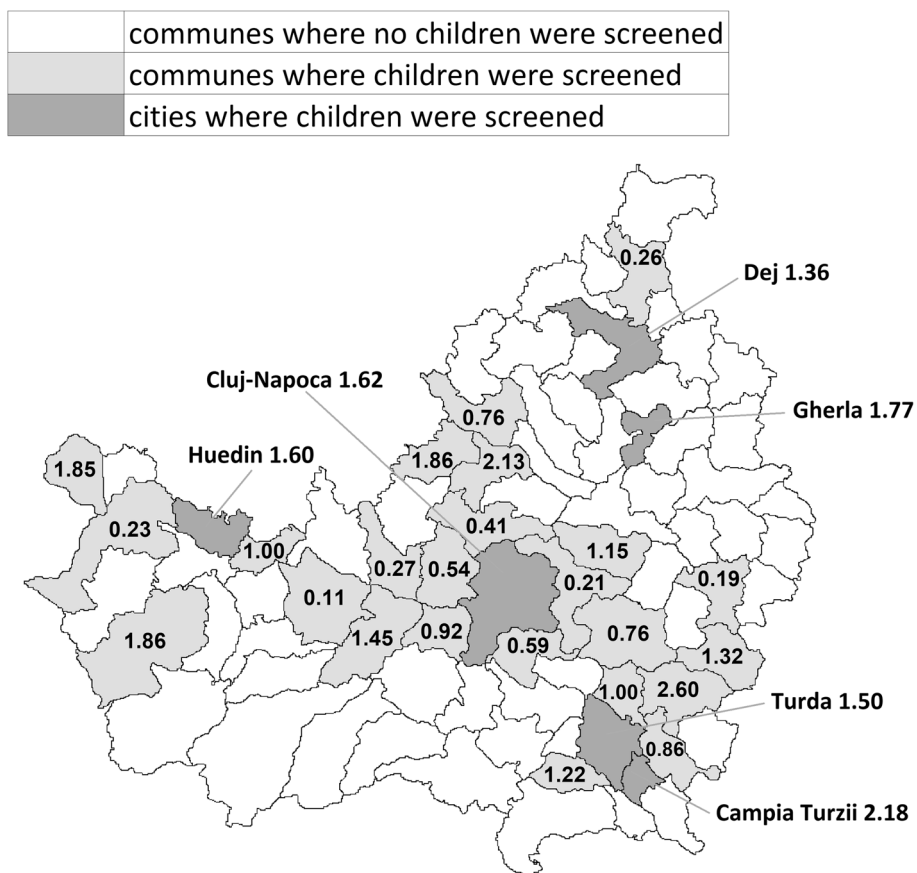 communes where no children were screened
communes where children were screened
cities where children were screened
0.26
Dej 1.36
Cluj-Napoca 1.62
0.76
Gherla 1.77
Huedin 1.60
1.85
1.86
2.13
0.23
0.41
1.00
1.15
0.27
0.54
0.21
0.19
0.11
1.86
1.45
0.92
0.59
0.76
1.32
1.00
2.60
Turda 1.50
0.86
1.22
Campia Turzii 2.18